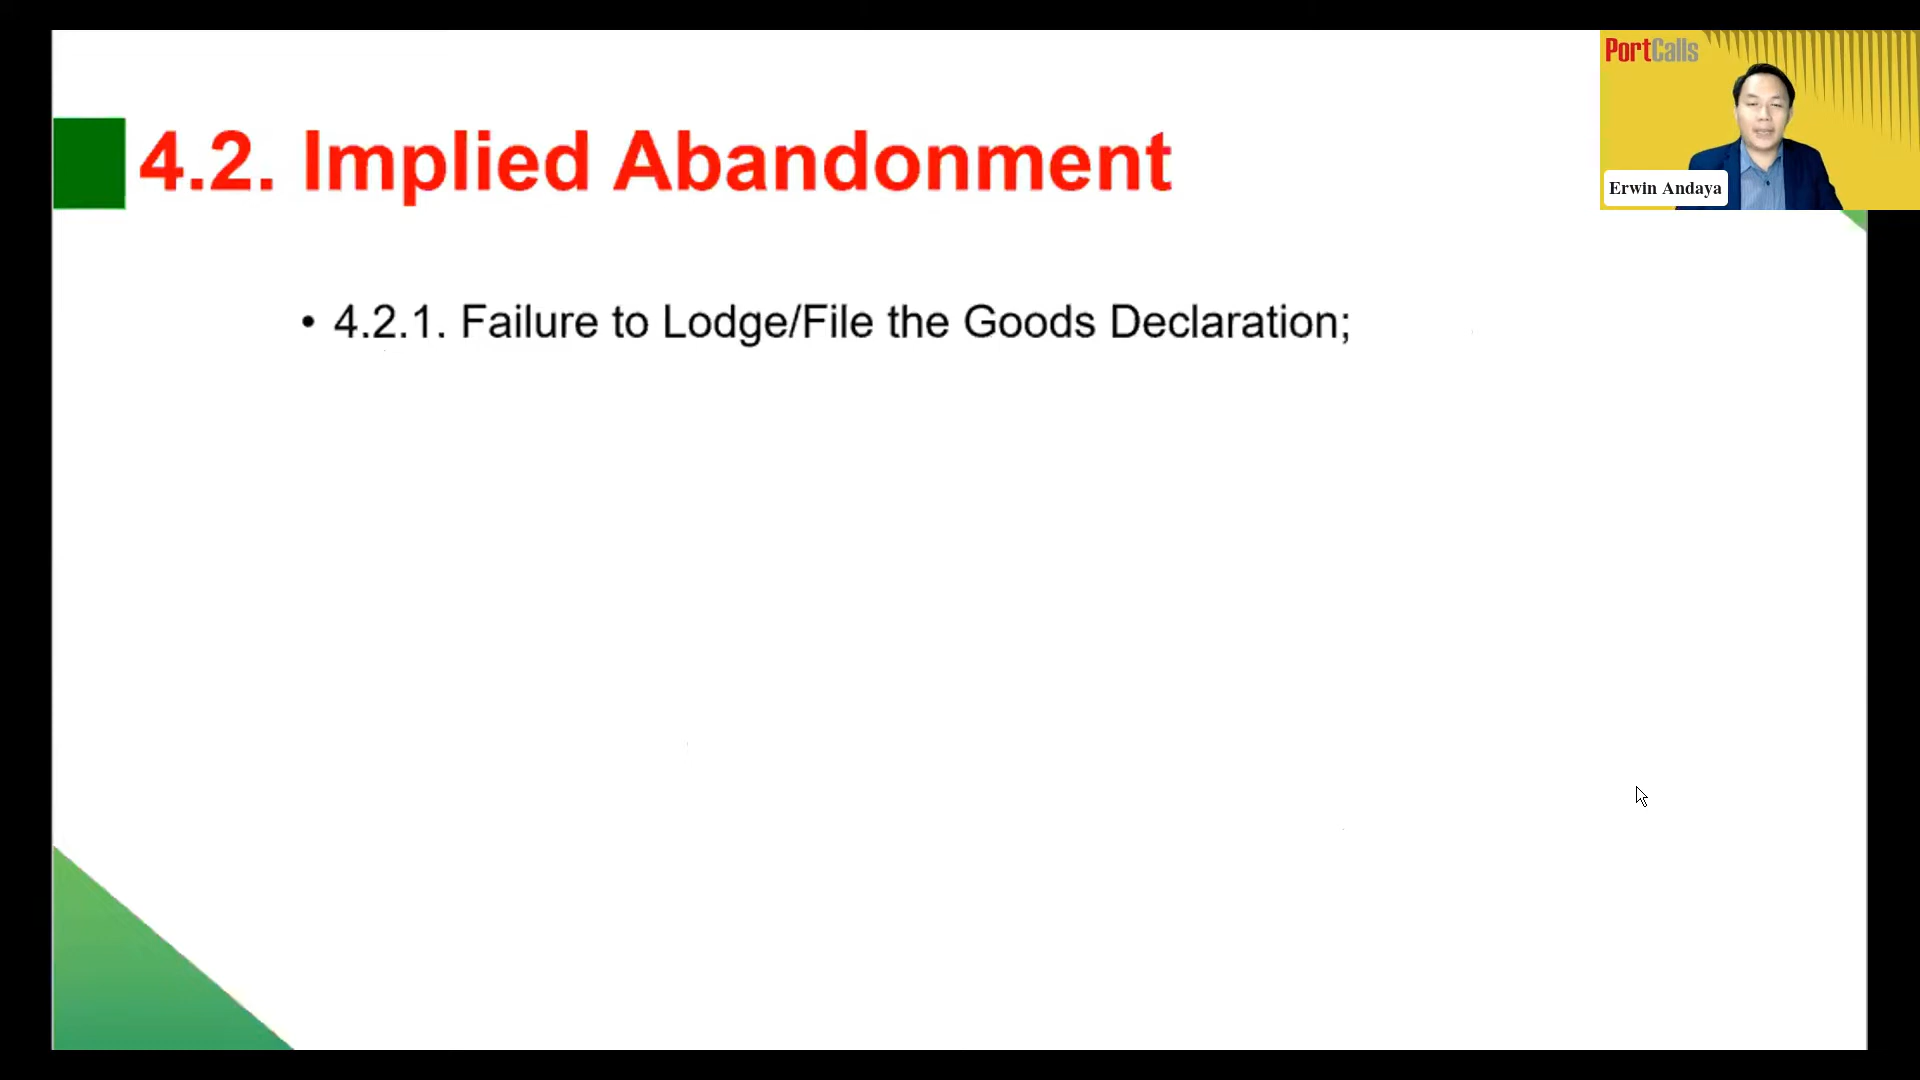 PortCalls
4.2. Implied Abandonment
Erwin Andaya
• 4.2.1. Failure to Lodge/File the Goods Declaration;